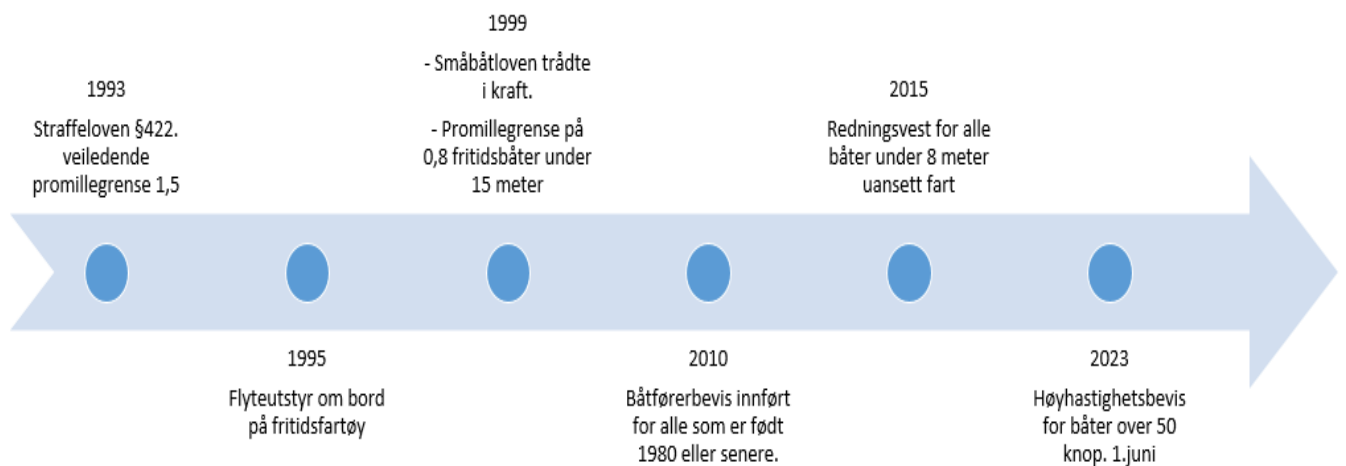 1993
Straffeloven §422.
veiledende
promillegrense 1,5
1995
Flyteutstyr om bord
på fritidsfartøy
1999
- Småbåtloven trådte
i kraft.
- Promillegrense på
0,8 fritidsbåter under
15 meter
2010
Båtførerbevis innført
for alle som er født
1980 eller senere.
2015
Redningsvest for alle
båter under 8 meter
uansett fart
2023
Høyhastighetsbevis
for båter over 50
knop. 1.juni